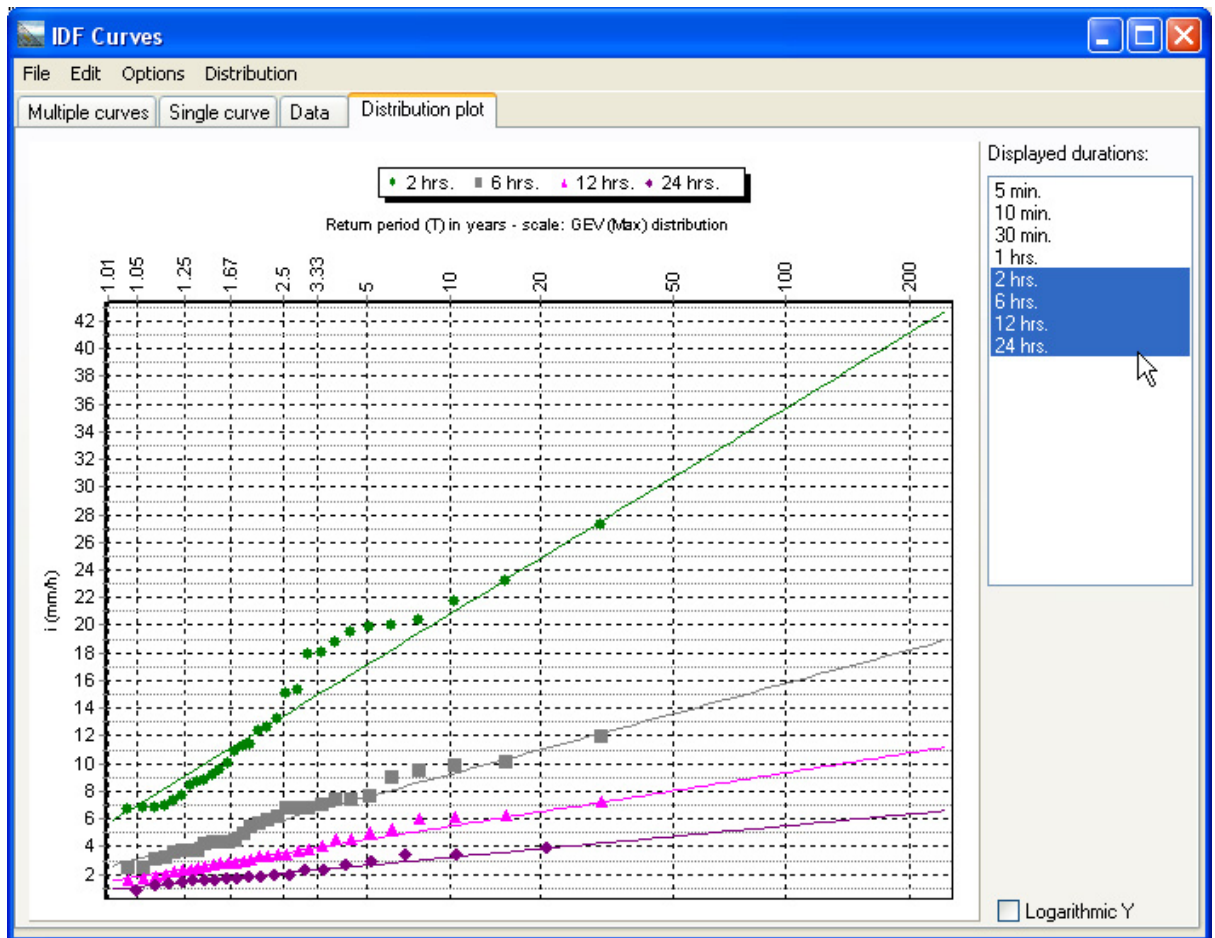 IDF Curves
File Edit Options Distribution
Multiple curves Single curve Data Distribution plot
2 hrs. 6 hrs. 12 hrs. 24 hrs.
Return period (T) in years - scale: GEV(Max) distribution
1.01 1.05 1.25 1.67 2.5 3.33 5 10 20 50 100 200
42
40
38
36
34
32
30
28
26
24
22
20
18
16
14
12
10
8
6
4
2
i (mm/h)
Displayed durations:
5 min.
10 min.
30 min.
1 hrs.
2 hrs.
6 hrs.
12 hrs.
24 hrs.
Logarithmic Y